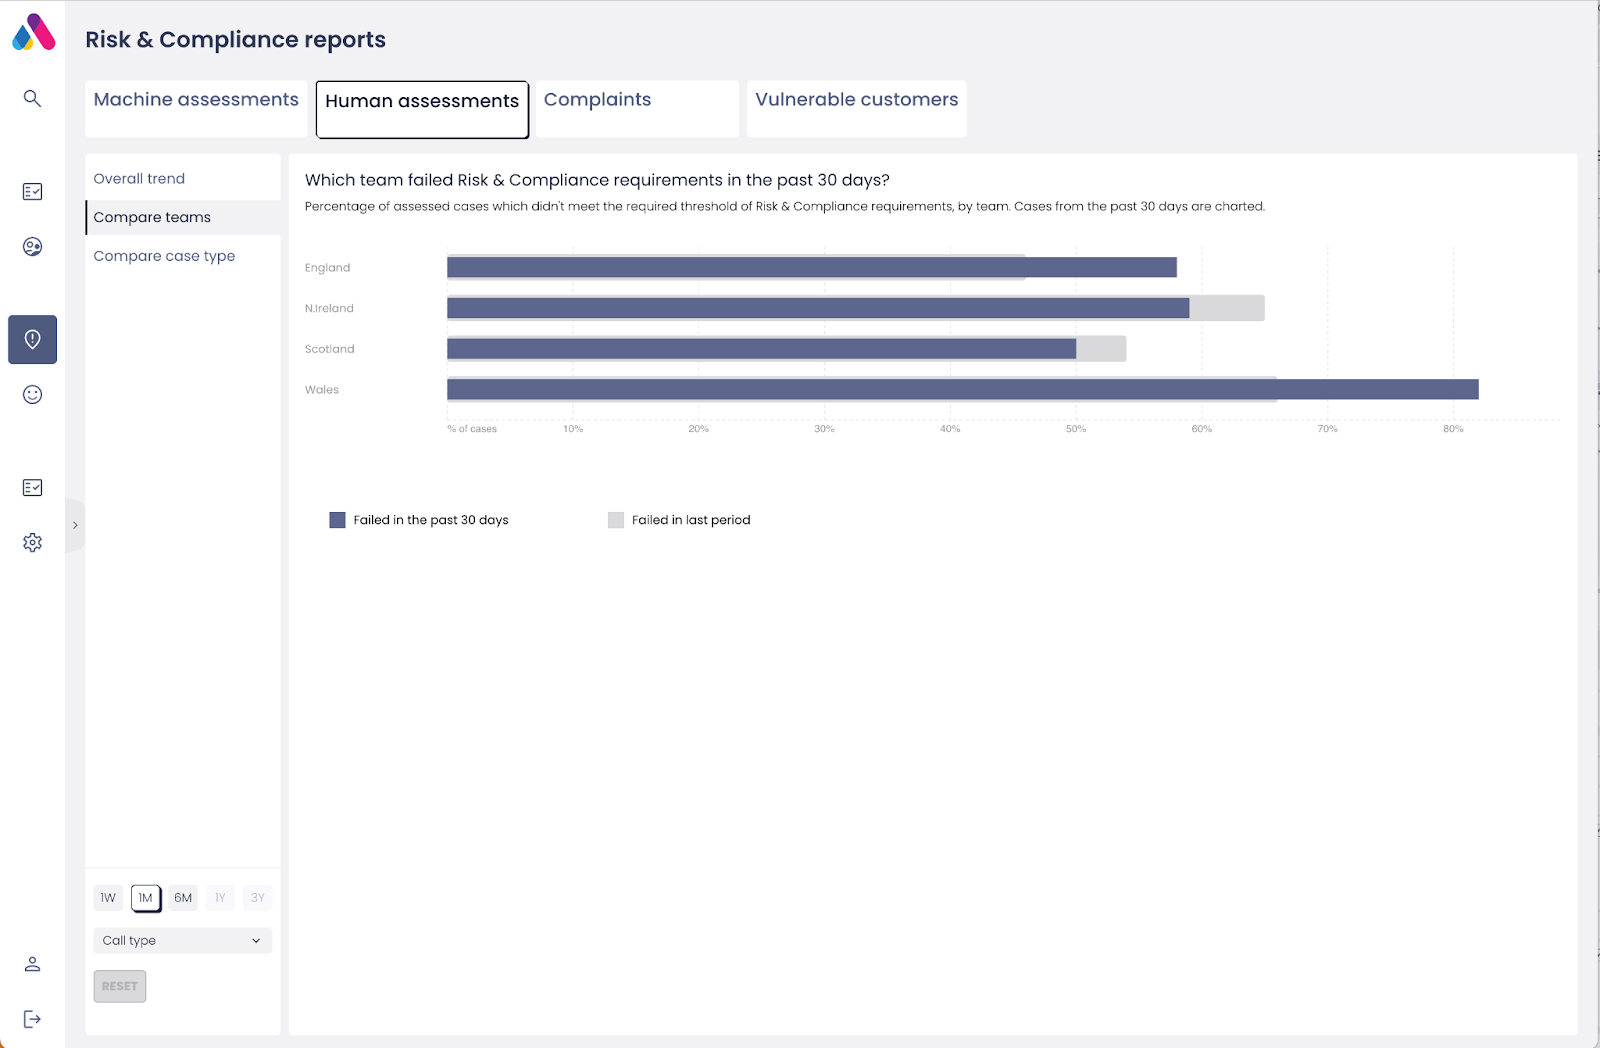 Risk & Compliance reports
Machine assessments
Human assessments
Complaints
Vulnerable customers
Overall trend
Compare teams
Compare case type
Which team failed Risk & Compliance requirements in the past 30 days?
Percentage of assessed cases which didn't meet the required threshold of Risk & Compliance requirements, by team. Cases from the past 30 days are charted.
England
N.Ireland
Scotland
Wales
% of cases 10% 20% 30% 40% 50% 60% 70% 80%
Failed in the past 30 days
Failed in last period
1W 1M 6M 1Y 3Y
Call type
RESET